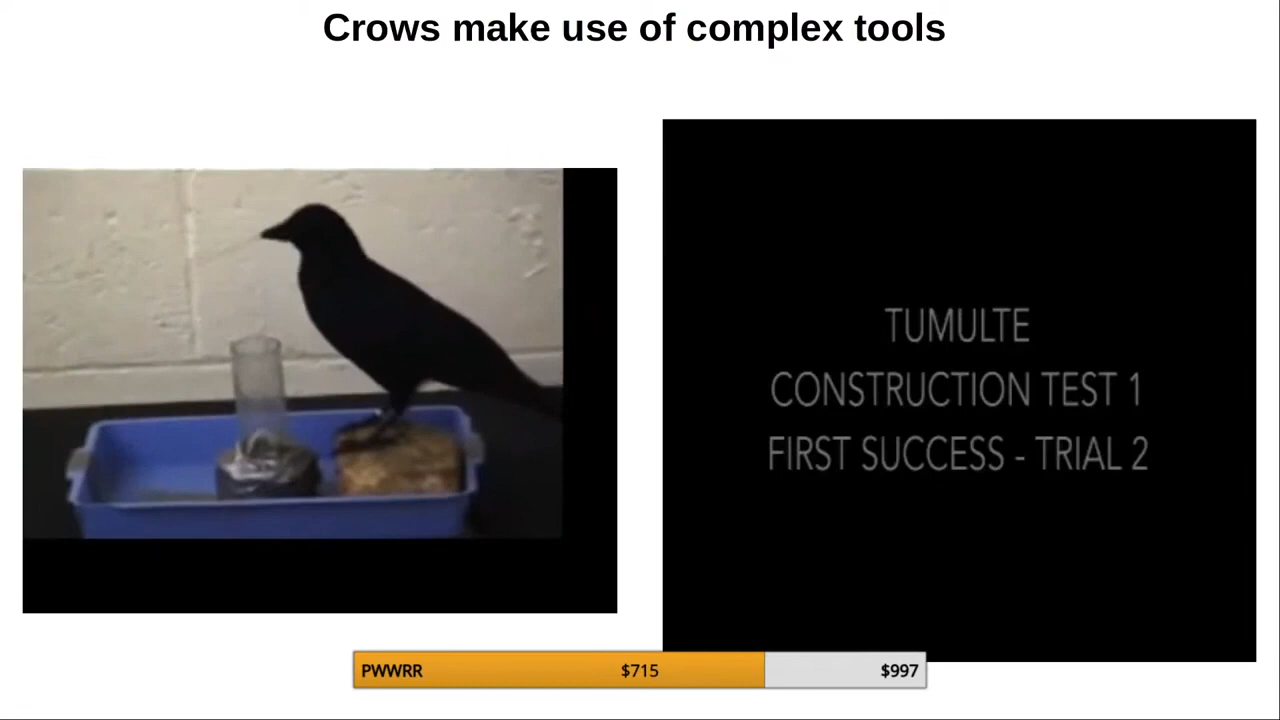 Crows make use of complex tools
TUMULTE
CONSTRUCTION TEST 1
FIRST SUCCESS - TRIAL 2
PWWRR $715 $997